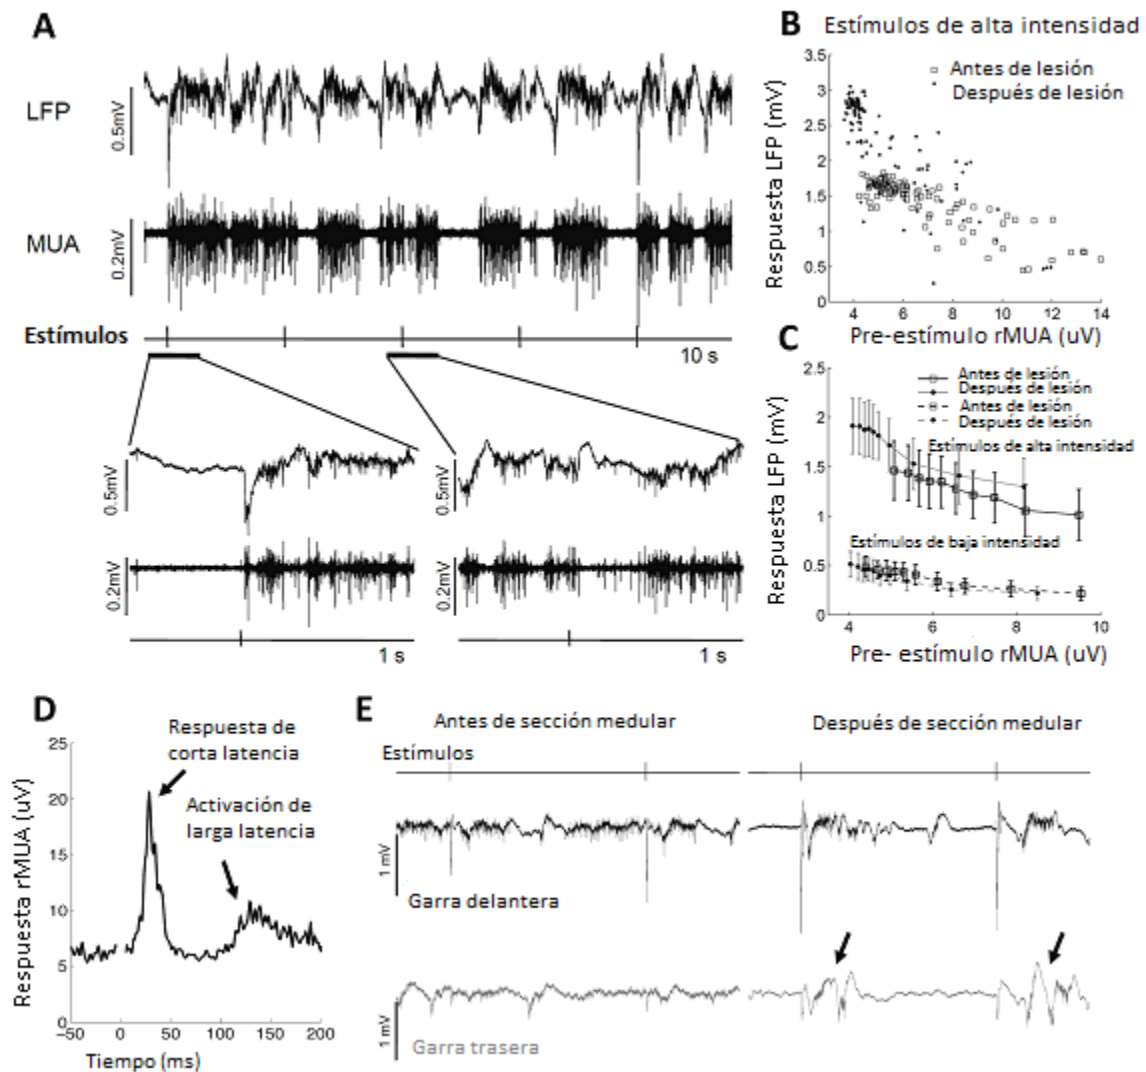 A
LFP
0.5mV
MUA
0.2mV
Estímulos
10 s
0.5mV
0.5mV
0.2mV
0.2mV
1 s
1 s
B Estímulos de alta intensidad
Antes de lesión
Después de lesión
Respuesta LFP (mV)
3.5
3
2.5
2
1.5
1
0.5
0
4 6 8 10 12 14
Pre-estímulo rMUA (uV)
C
Antes de lesión
Después de lesión
Antes de lesión
Después de lesión
Estímulos de alta intensidad
Estímulos de baja intensidad
Respuesta LFP (mV)
2.5
2
1.5
1
0.5
0
4 6 8 10
Pre- estímulo rMUA (uV)
D
Respuesta de
corta latencia
Activación de
larga latencia
Respuesta rMUA (uV)
25
20
15
10
5
0
-50 0 50 100 150 200
Tiempo (ms)
E
Antes de sección medular
Después de sección medular
Estímulos
1 mV
Garra delantera
1 mV
Garra trasera